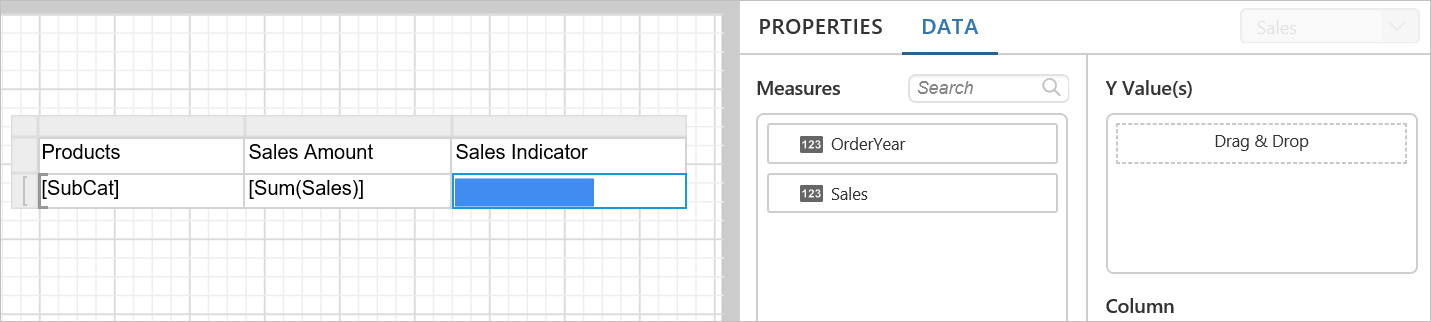 PROPERTIES DATA Sales
Measures Search Y Value(s)
Drag & Drop
123 OrderYear
Products Sales Amount Sales Indicator
[SubCat] [Sum(Sales)]
123 Sales
Column